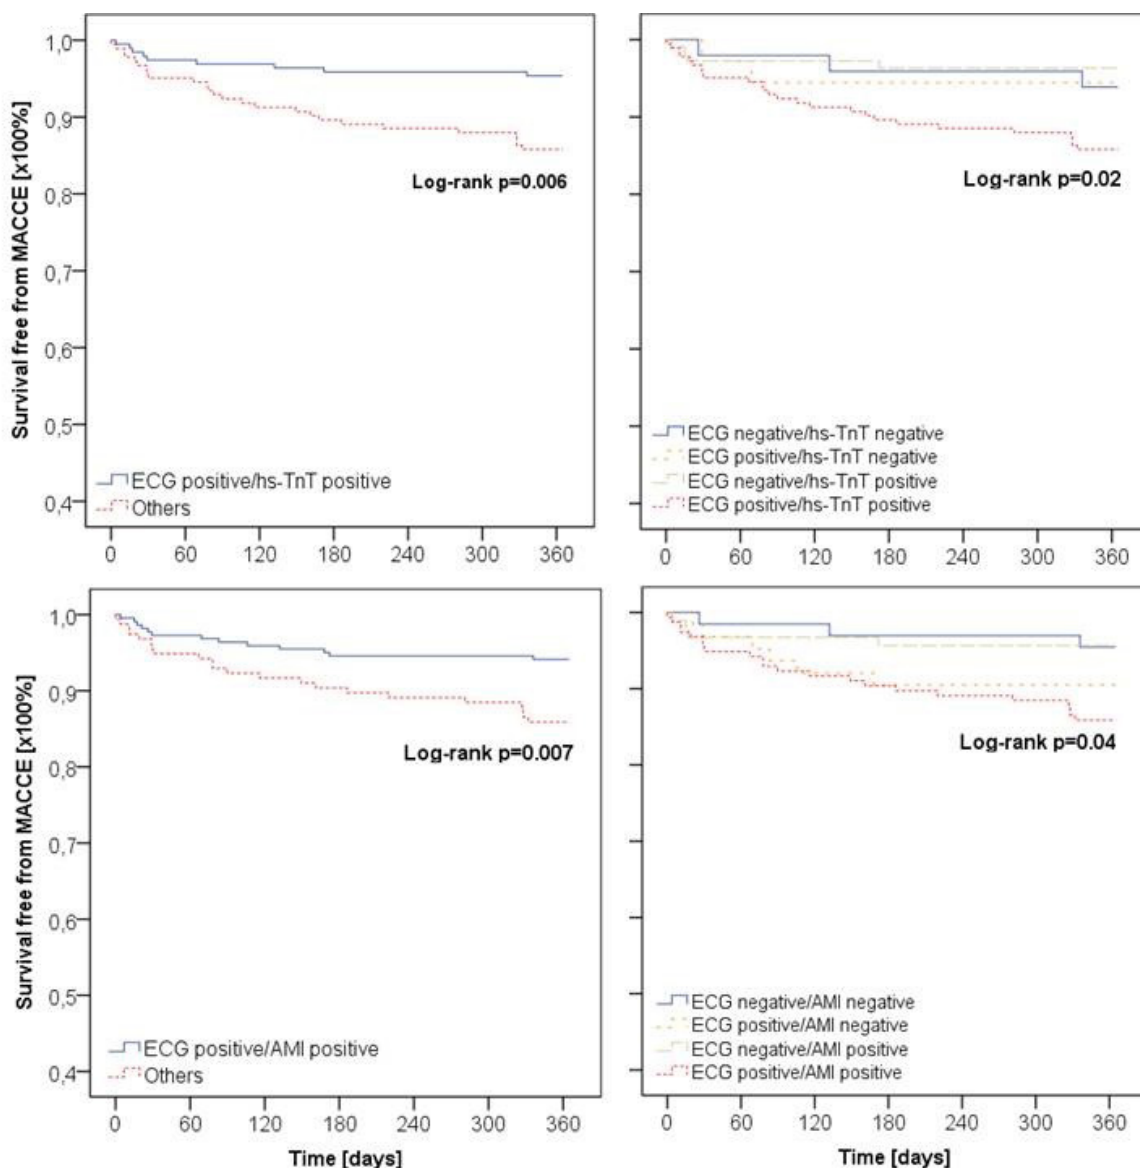 Survival free from MACCE [x100%]
1,0
0,9
0,8
0,7
0,6
0,5
0,4
Log-rank p=0.006
ECG positive/hs-TnT positive
Others
0 60 120 180 240 300 360
Log-rank p=0.02
ECG negative/hs-TnT negative
ECG positive/hs-TnT negative
ECG negative/hs-TnT positive
ECG positive/hs-TnT positive
0 60 120 180 240 300 360
Survival free from MACCE [x100%]
1,0
0,9
0,8
0,7
0,6
0,5
0,4
Log-rank p=0.007
ECG positive/AMI positive
Others
0 60 120 180 240 300 360
Time [days]
Log-rank p=0.04
ECG negative/AMI negative
ECG positive/AMI negative
ECG negative/AMI positive
ECG positive/AMI positive
0 60 120 180 240 300 360
Time [days]